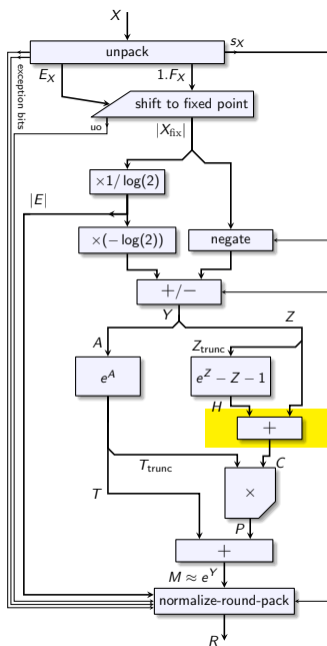 X
unpack
s_X
E_X
1.F_X
exception bits
shift to fixed point
uo
|X_fix|
×1/ log(2)
|E|
×(− log(2))
negate
+/−
Y
Z
A
Z_trunc
e^A
e^Z − Z − 1
H
+
T_trunc
C
T
×
P
+
M ≈ e^Y
normalize-round-pack
R